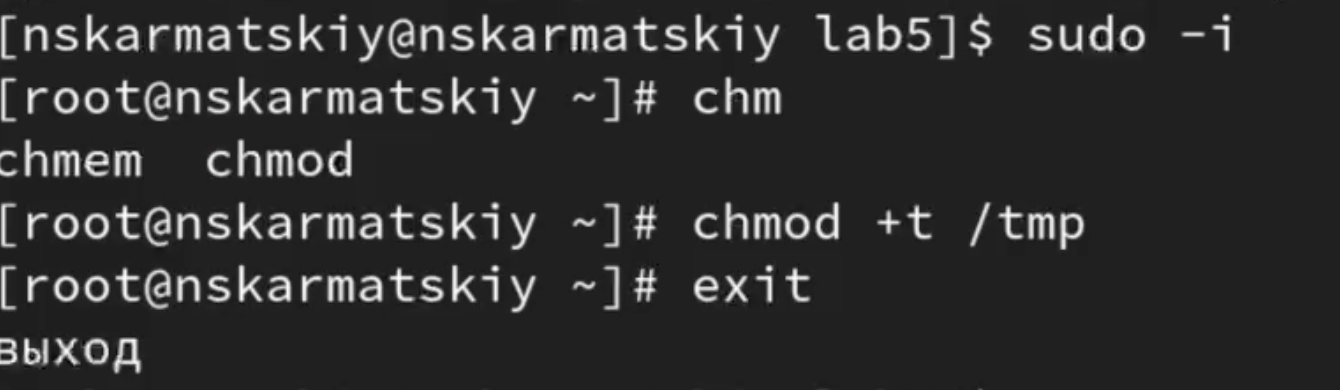 [nskarmatskiy@nskarmatskiy lab5]$ sudo -i
[root@nskarmatskiy ~]# chm
chmem  chmod
[root@nskarmatskiy ~]# chmod +t /tmp
[root@nskarmatskiy ~]# exit
выход